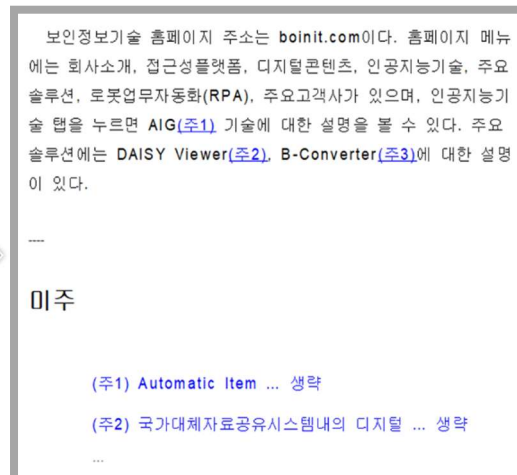 보인정보기술 홈페이지 주소는 boinit.com이다. 홈페이지 메뉴
에는 회사소개, 접근성플랫폼, 디지털콘텐츠, 인공지능기술, 주요
솔루션, 로봇업무자동화(RPA), 주요고객사가 있으며, 인공지능기
술 탭을 누르면 AIG(주1) 기술에 대한 설명을 볼 수 있다. 주요
솔루션에는 DAISY Viewer(주2), B-Converter(주3)에 대한 설명
이 있다.
----
미주
(주1) Automatic Item ... 생략
(주2) 국가대체자료공유시스템내의 디지털 ... 생략
...